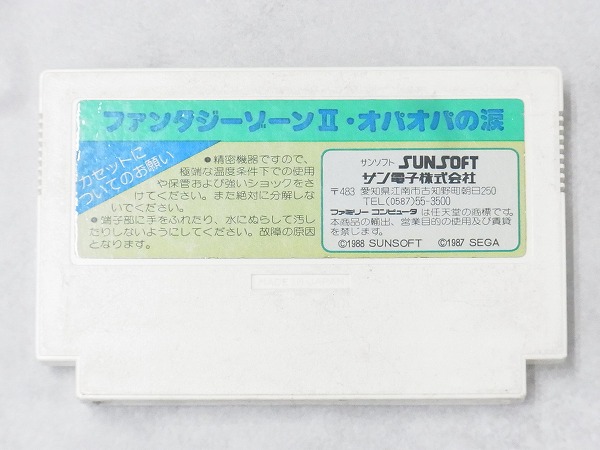 ファンタジーゾーンII・オパオパの涙
カセットに
ついてのお願い
●精密機器ですので、
極端な温度条件下での使用
や保管および強いショックをさ
けてください。また絶対に分解しな
いでください。
●端子部に手をふれたり、水にぬらして汚し
たりしないようにしてください。故障の原因
となります。
サンソフト SUNSOFT
サン電子株式会社
〒483 愛知県江南市古知野町朝日250
TEL(0587)55-3500
ファミリーコンピュータは任天堂の商標です。
本商品の輸出、営業目的の使用及び賃貸
を禁じます。
©1988 SUNSOFT ©1987 SEGA